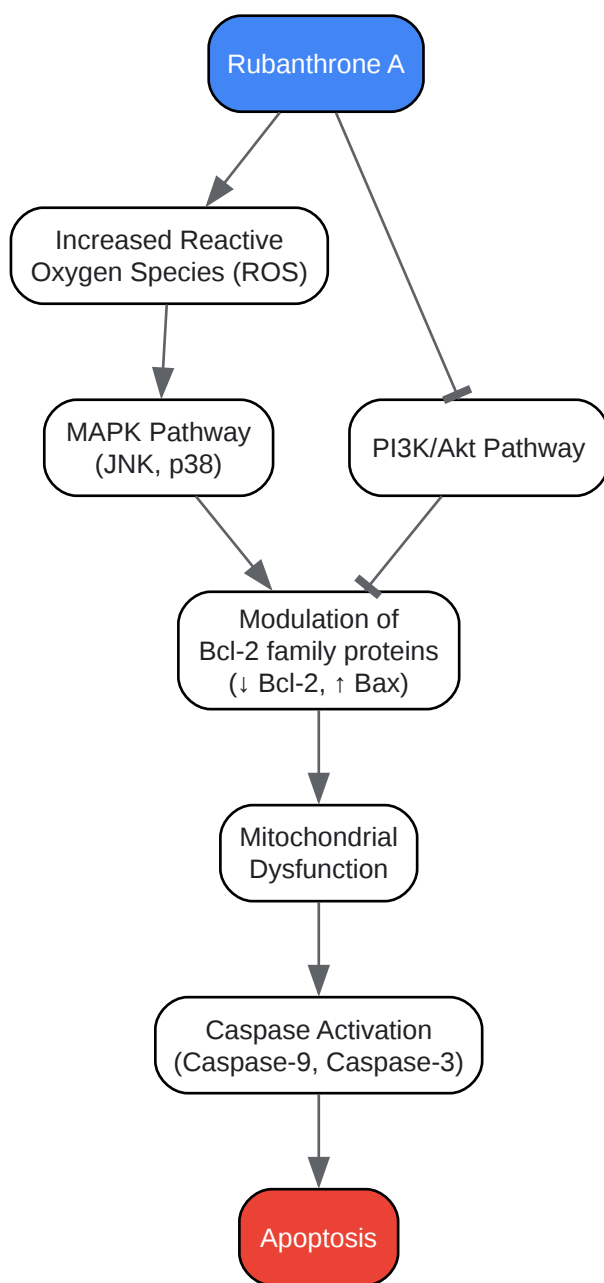 Rubanthrone A
Increased Reactive
Oxygen Species (ROS)
MAPK Pathway
(JNK, p38)
PI3K/Akt Pathway
Modulation of
Bcl-2 family proteins
(↓ Bcl-2, ↑ Bax)
Mitochondrial
Dysfunction
Caspase Activation
(Caspase-9, Caspase-3)
Apoptosis